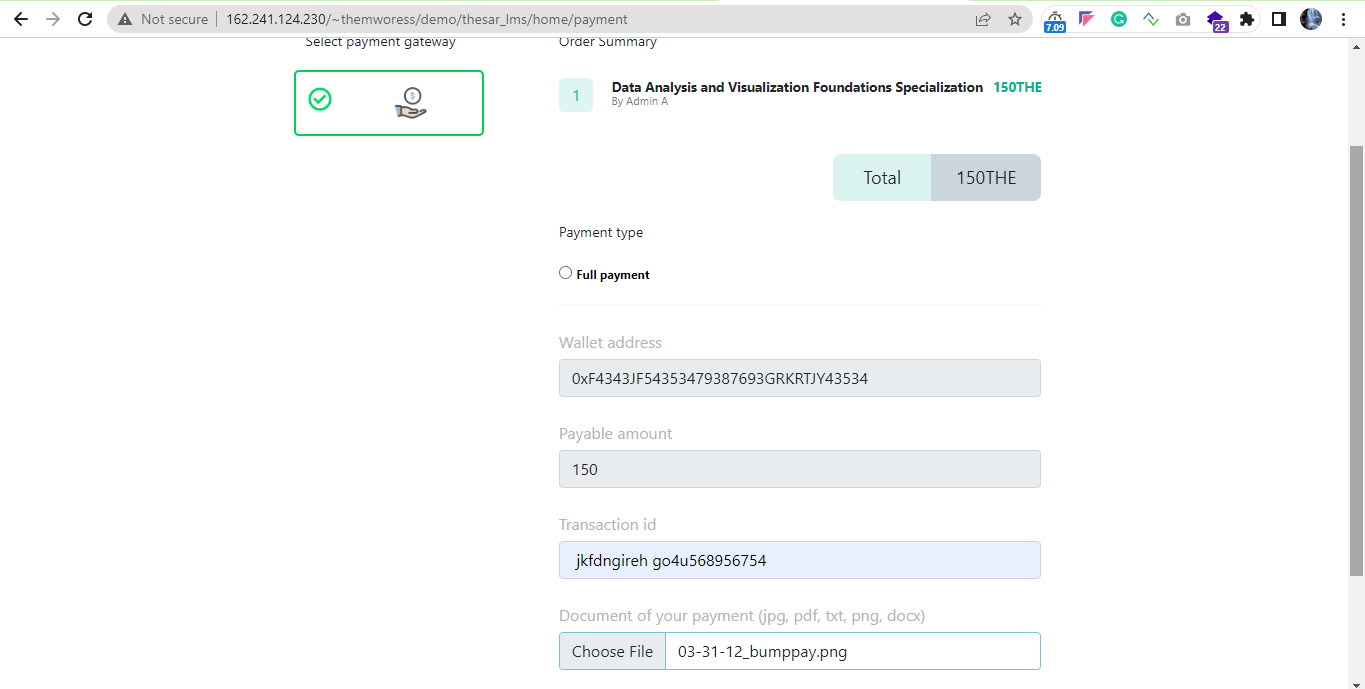 Not secure
162.241.124.230/~themworess/demo/thesar_lms/home/payment
7.09
22
Select payment gateway
Order Summary
1
Data Analysis and Visualization Foundations Specialization 150THE
By Admin A
Total 150THE
Payment type
Full payment
Wallet address
0xF4343JF54353479387693GRKRTJY43534
Payable amount
150
Transaction id
jkfdngireh go4u568956754
Document of your payment (jpg, pdf, txt, png, docx)
Choose File 03-31-12_bumppay.png